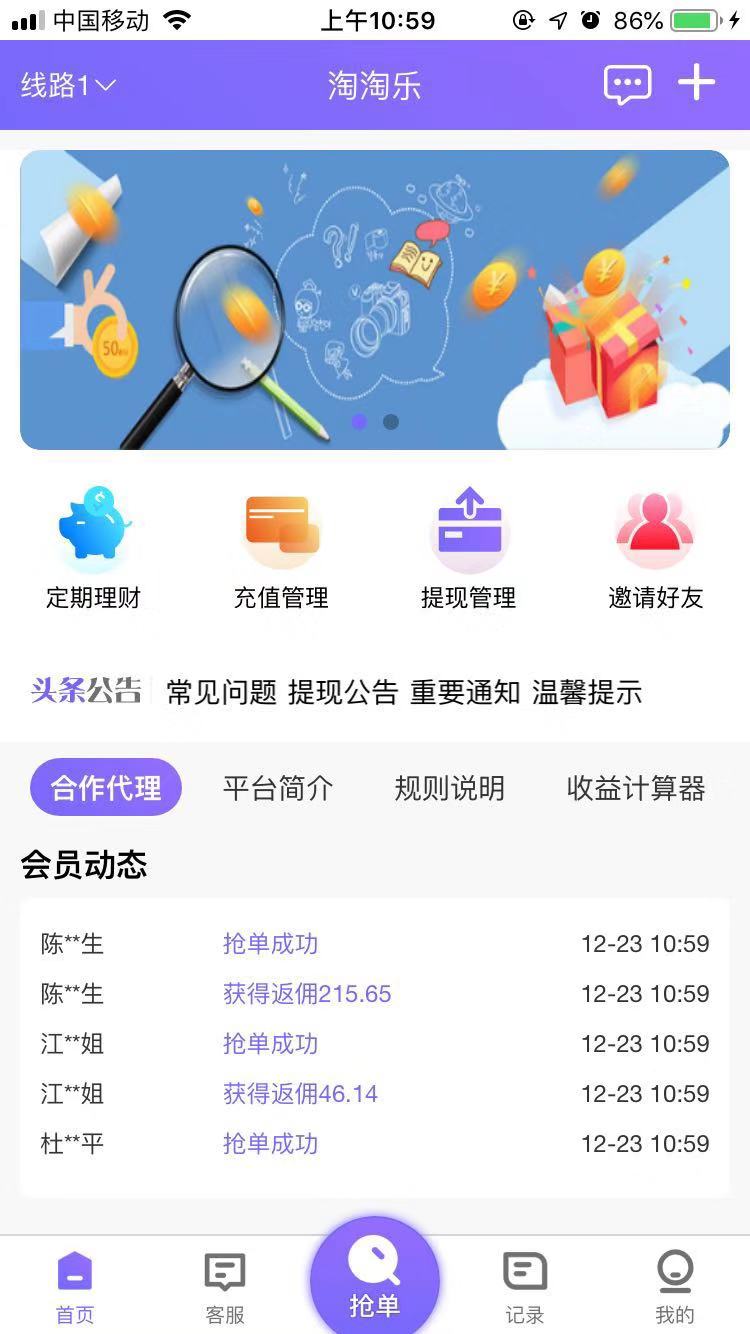 中国移动 上午10:59 86%
线路1 淘淘乐
50
定期理财 充值管理 提现管理 邀请好友
头条公告 常见问题 提现公告 重要通知 温馨提示
合作代理 平台简介 规则说明 收益计算器
会员动态
陈**生 抢单成功 12-23 10:59
陈**生 获得返佣215.65 12-23 10:59
江**姐 抢单成功 12-23 10:59
江**姐 获得返佣46.14 12-23 10:59
杜**平 抢单成功 12-23 10:59
首页 客服 抢单 记录 我的